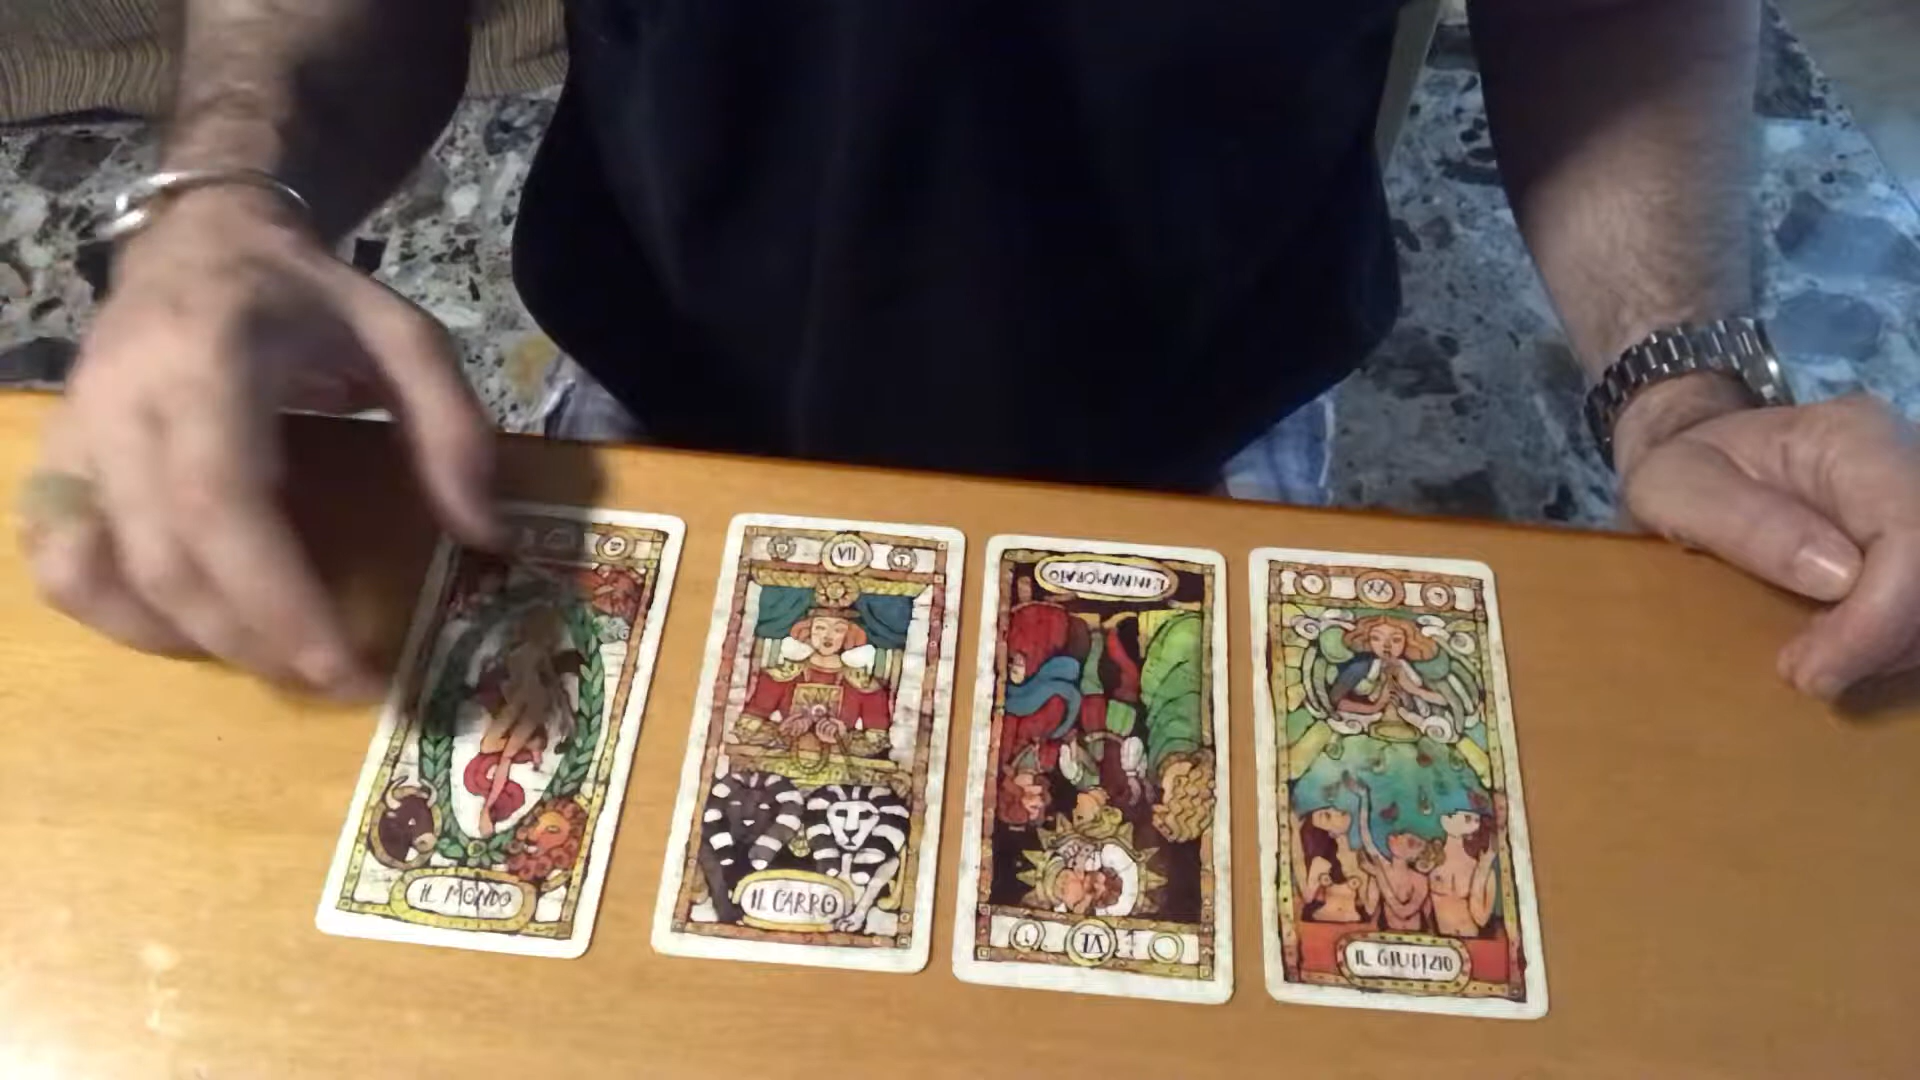 VII
XX
L'INNAMORATO
VI
IL MONDO
IL CARRO
IL GIUDIZIO